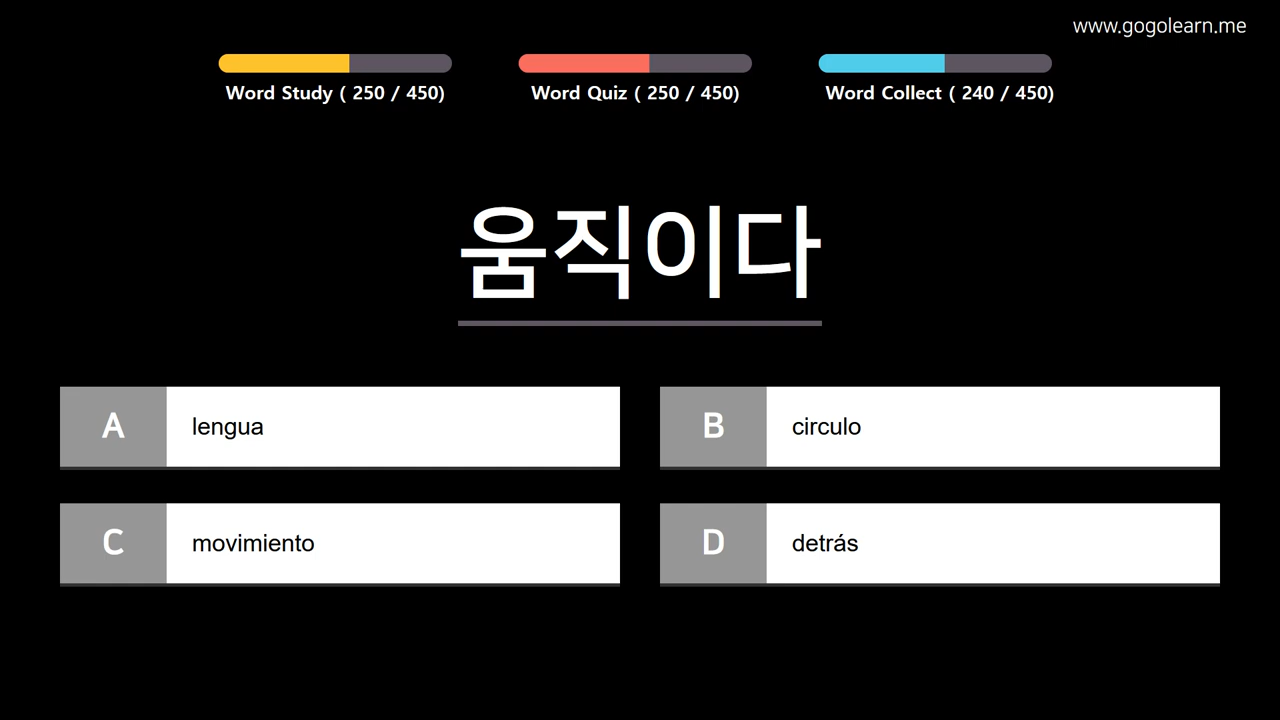 www.gogolearn.me
Word Study ( 250 / 450)
Word Quiz ( 250 / 450)
Word Collect ( 240 / 450)
움직이다
A lengua
B circulo
C movimiento
D detrás